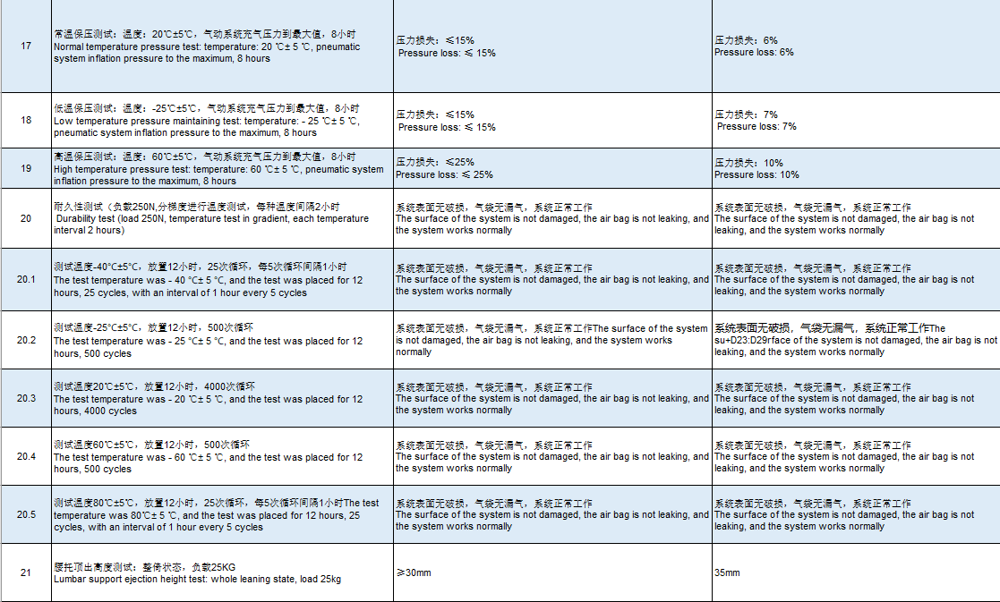 17
常温保压测试：温度：20℃±5℃，气动系统充气压力到最大值，8小时
Normal temperature pressure test: temperature: 20 ℃± 5 ℃, pneumatic
system inflation pressure to the maximum, 8 hours
压力损失：≤15%
Pressure loss: ≤ 15%
压力损失：6%
Pressure loss: 6%
18
低温保压测试：温度：-25℃±5℃，气动系统充气压力到最大值，8小时
Low temperature pressure maintaining test: temperature: - 25 ℃± 5 ℃,
pneumatic system inflation pressure to the maximum, 8 hours
压力损失：≤15%
Pressure loss: ≤ 15%
压力损失：7%
Pressure loss: 7%
19
高温保压测试：温度：60℃±5℃，气动系统充气压力到最大值，8小时
High temperature pressure test: temperature: 60 ℃± 5 ℃, pneumatic system
inflation pressure to the maximum, 8 hours
压力损失：≤25%
Pressure loss: ≤ 25%
压力损失：10%
Pressure loss: 10%
20
耐久性测试（负载250N,分梯度进行温度测试，每种温度间隔2小时
Durability test (load 250N, temperature test in gradient, each temperature
interval 2 hours)
系统表面无破损，气袋无漏气，系统正常工作
The surface of the system is not damaged, the air bag is not leaking, and
the system works normally
系统表面无破损，气袋无漏气，系统正常工作
The surface of the system is not damaged, the air bag is not
leaking, and the system works normally
20.1
测试温度-40℃±5℃，放置12小时，25次循环，每5次循环间隔1小时
The test temperature was - 40 ℃± 5 ℃, and the test was placed for 12
hours, 25 cycles, with an interval of 1 hour every 5 cycles
系统表面无破损，气袋无漏气，系统正常工作
The surface of the system is not damaged, the air bag is not leaking, and
the system works normally
系统表面无破损，气袋无漏气，系统正常工作
The surface of the system is not damaged, the air bag is not
leaking, and the system works normally
20.2
测试温度-25℃±5℃，放置12小时，500次循环
The test temperature was - 25 ℃± 5 ℃, and the test was placed for 12
hours, 500 cycles
系统表面无破损，气袋无漏气，系统正常工作The surface of the system
is not damaged, the air bag is not leaking, and the system works
normally
系统表面无破损，气袋无漏气，系统正常工作The
su+D23:D29rface of the system is not damaged, the air bag is not
leaking, and the system works normally
20.3
测试温度20℃±5℃，放置12小时，4000次循环
The test temperature was - 20 ℃± 5 ℃, and the test was placed for 12
hours, 4000 cycles
系统表面无破损，气袋无漏气，系统正常工作
The surface of the system is not damaged, the air bag is not leaking, and
the system works normally
系统表面无破损，气袋无漏气，系统正常工作
The surface of the system is not damaged, the air bag is not
leaking, and the system works normally
20.4
测试温度60℃±5℃，放置12小时，500次循环
The test temperature was - 60 ℃± 5 ℃, and the test was placed for 12
hours, 500 cycles
系统表面无破损，气袋无漏气，系统正常工作
The surface of the system is not damaged, the air bag is not leaking, and
the system works normally
系统表面无破损，气袋无漏气，系统正常工作
The surface of the system is not damaged, the air bag is not
leaking, and the system works normally
20.5
测试温度80℃±5℃，放置12小时，25次循环，每5次循环间隔1小时The test
temperature was 80℃± 5 ℃, and the test was placed for 12 hours, 25
cycles, with an interval of 1 hour every 5 cycles
系统表面无破损，气袋无漏气，系统正常工作
The surface of the system is not damaged, the air bag is not leaking, and
the system works normally
系统表面无破损，气袋无漏气，系统正常工作
The surface of the system is not damaged, the air bag is not
leaking, and the system works normally
21
腰托顶出高度测试：整倚状态，负载25KG
Lumbar support ejection height test: whole leaning state, load 25kg
≥30mm
35mm